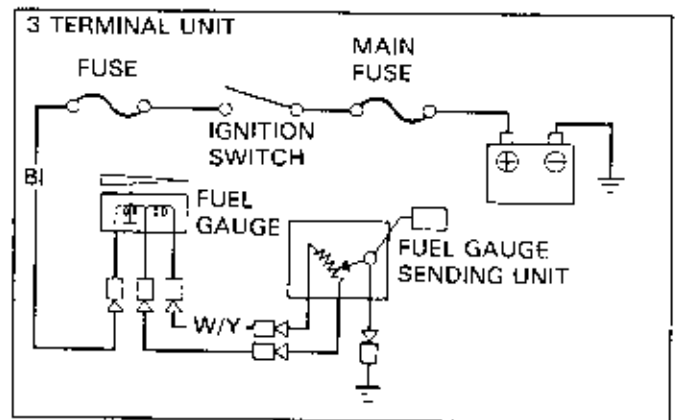 3 TERMINAL UNIT
FUSE
MAIN
FUSE
IGNITION
SWITCH
Bl
FUEL
GAUGE
FUEL GAUGE
SENDING UNIT
W/Y